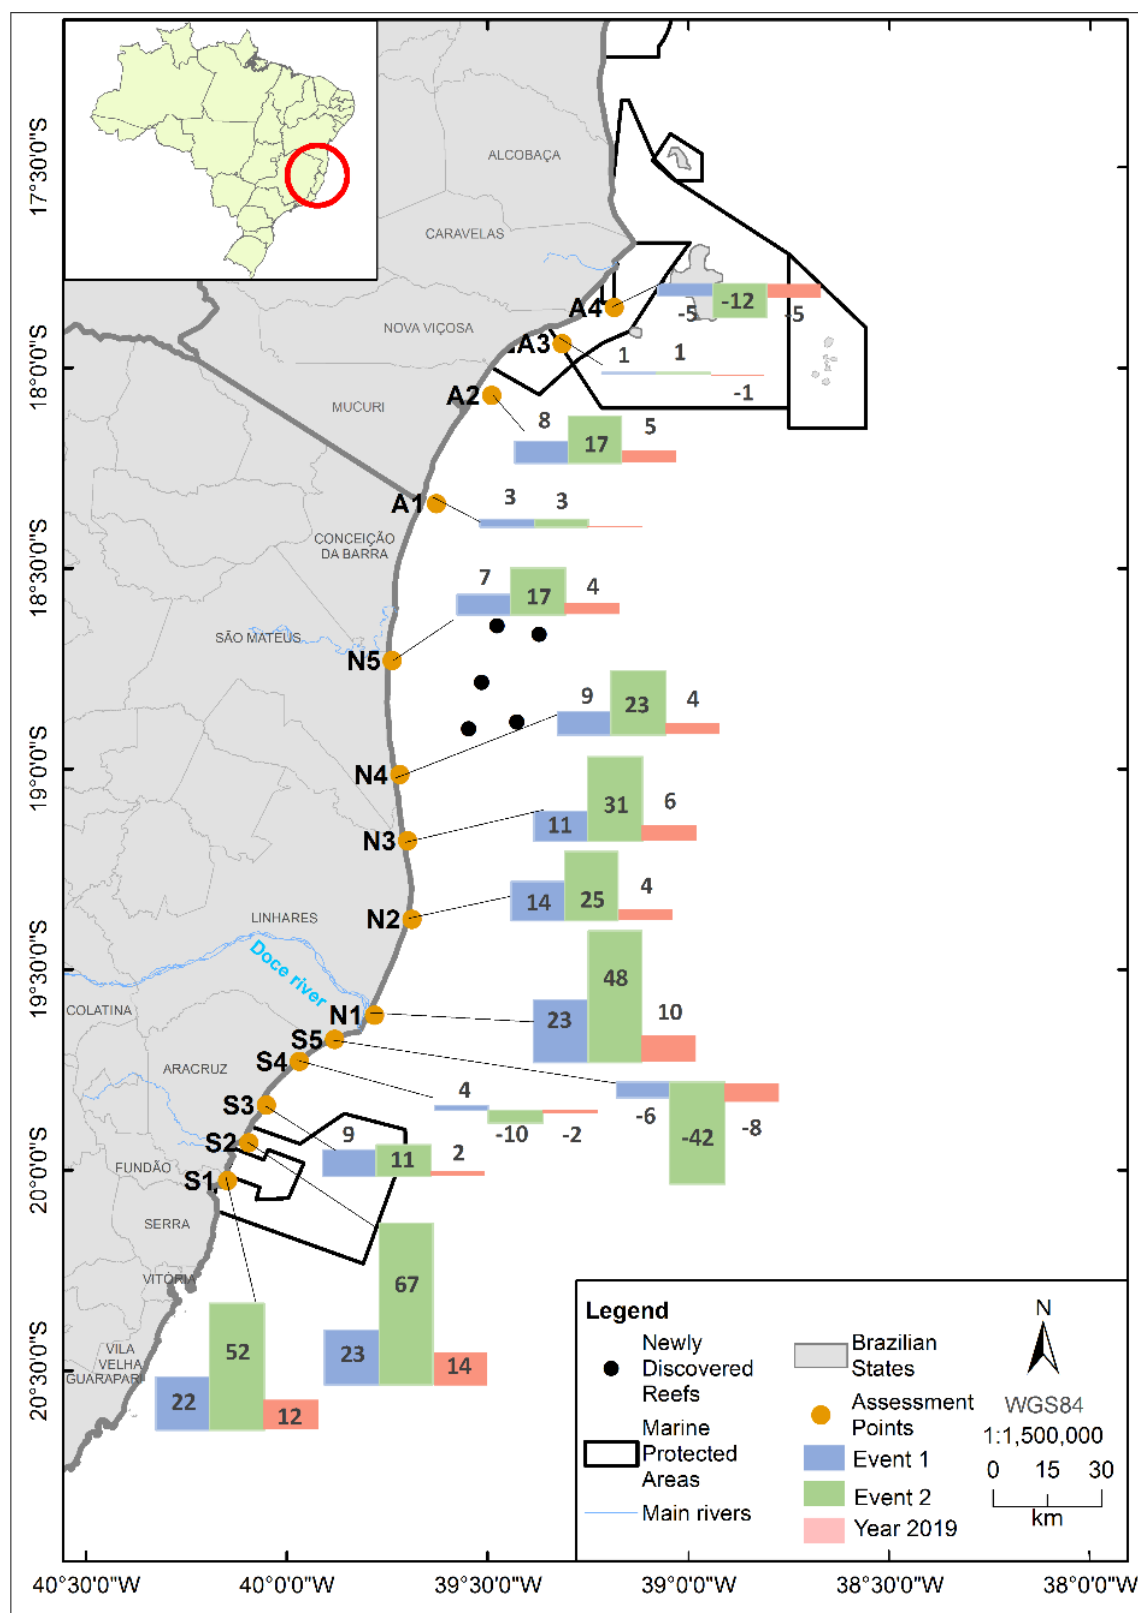 17°30'0"S
18°0'0"S
18°30'0"S
19°0'0"S
19°30'0"S
20°0'0"S
20°30'0"S
ALCOBAÇA
CARAVELAS
NOVA VIÇOSA
MUCURI
CONCEIÇÃO
DA BARRA
SÃO MATEUS
LINHARES
Doce river
COLATINA
ARACRUZ
FUNDÃO
SERRA
VITÓRIA
VILA
VELHA
GUARAPARI
A4
-5
-12
-5
A3
1
1
-1
A2
8
17
5
A1
3
3
N5
7
17
4
N4
9
23
4
N3
11
31
6
N2
14
25
4
N1
23
48
10
S5
-6
-42
-8
S4
4
-10
-2
S3
9
11
2
S2
23
67
14
S1
22
52
12
Legend
Newly
Discovered
Reefs
Marine
Protected
Areas
Main rivers
Brazilian
States
Assessment
Points
Event 1
Event 2
Year 2019
N
WGS84
1:1,500,000
0 15 30
km
40°30'0"W
40°0'0"W
39°30'0"W
39°0'0"W
38°30'0"W
38°0'0"W